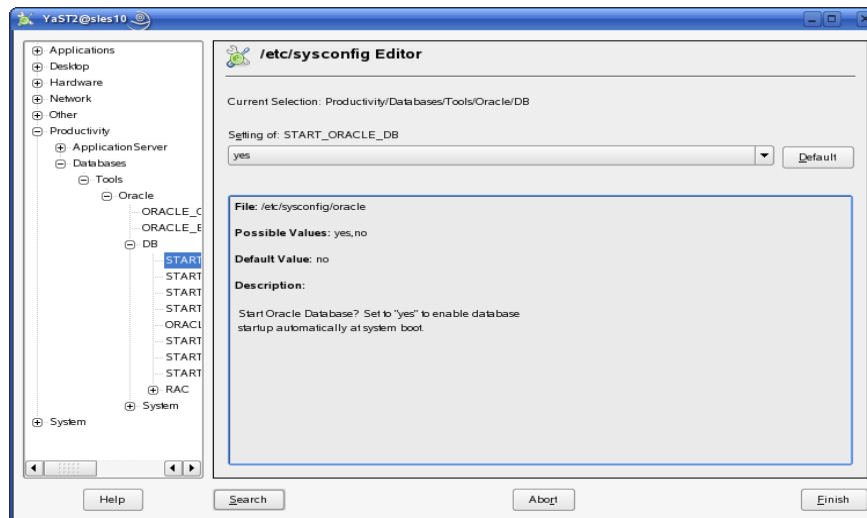 YaST2@sles10
Applications
Desktop
Hardware
Network
Other
Productivity
ApplicationServer
Databases
Tools
Oracle
ORACLE_C
ORACLE_E
DB
START
START
START
START
ORACL
START
START
START
RAC
System
System
/etc/sysconfig Editor
Current Selection: Productivity/Databases/Tools/Oracle/DB
Setting of: START_ORACLE_DB
yes
Default
File: /etc/sysconfig/oracle
Possible Values: yes,no
Default Value: no
Description:
Start Oracle Database? Set to "yes" to enable database
startup automatically at system boot.
Help
Search
Abort
Finish